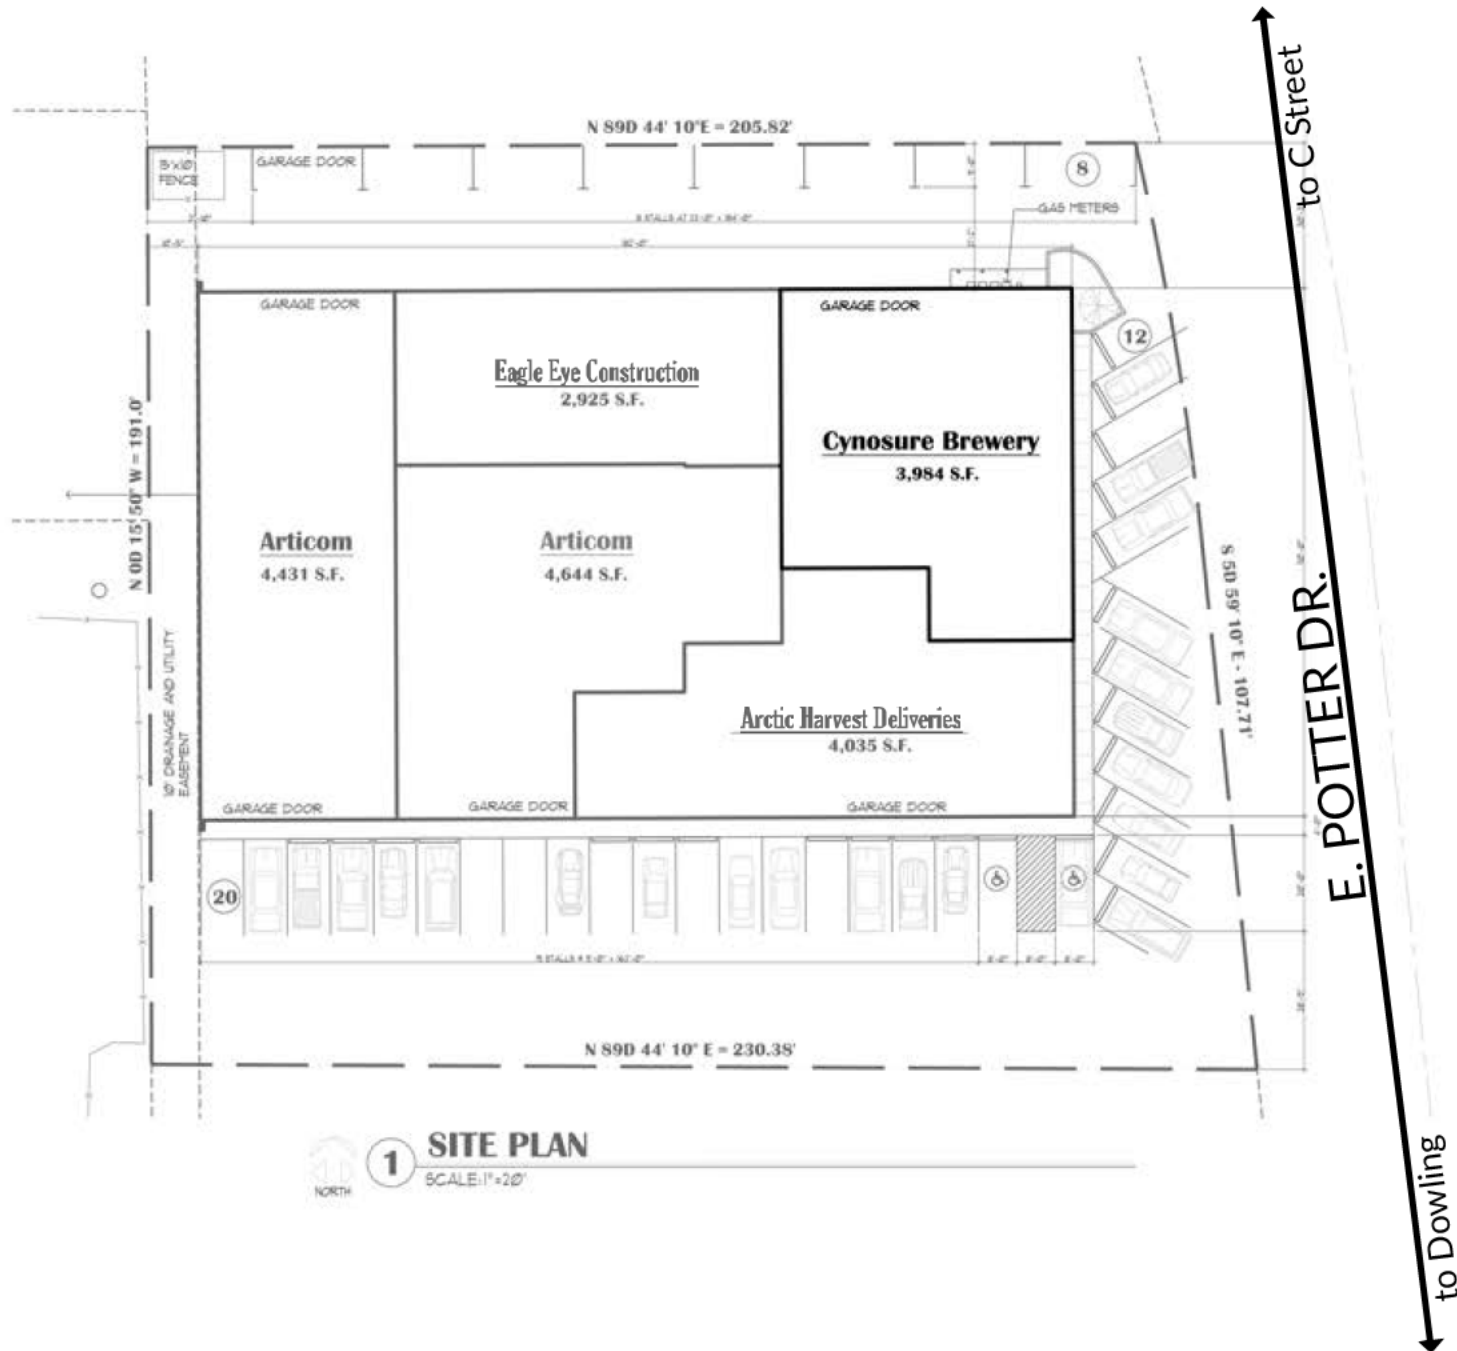 to C Street
N 89D 44' 10"E = 205.82'
GARAGE DOOR
FENCE
8
GAS METERS
GARAGE DOOR
GARAGE DOOR
12
Eagle Eye Construction
2,925 S.F.
Cynosure Brewery
3,984 S.F.
N 0D 15' 50" W = 191.0'
Articom
4,431 S.F.
Articom
4,644 S.F.
S 5D 59' 10" E - 107.71'
E. POTTER DR.
10' DRAINAGE AND UTILITY
EASEMENT
Arctic Harvest Deliveries
4,035 S.F.
GARAGE DOOR
GARAGE DOOR
GARAGE DOOR
20
N 89D 44' 10" E = 230.38'
1
SITE PLAN
SCALE: 1"=20'
NORTH
to Dowling